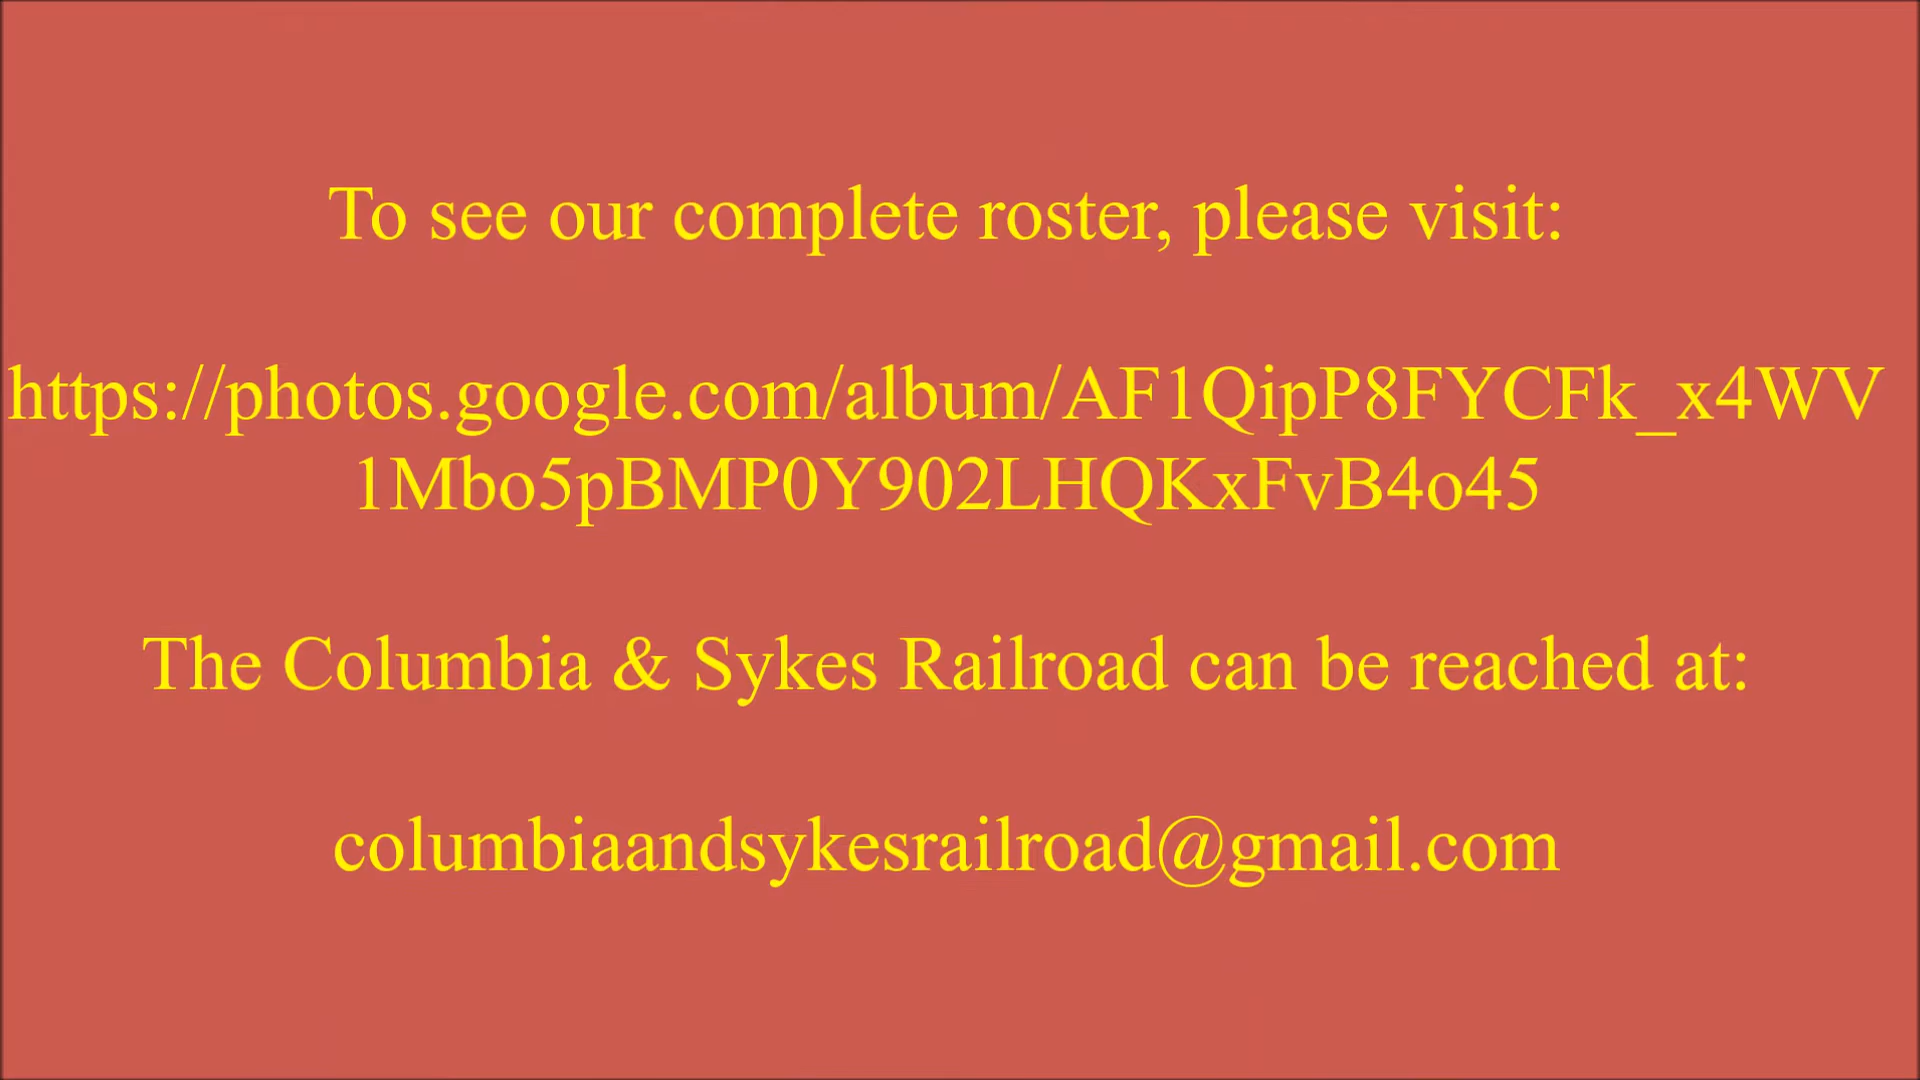 To see our complete roster, please visit:
https://photos.google.com/album/AF1QipP8FYCFk_x4WV
1Mbo5pBMP0Y902LHQKxFvB4o45
The Columbia & Sykes Railroad can be reached at:
columbiaandsykesrailroad@gmail.com